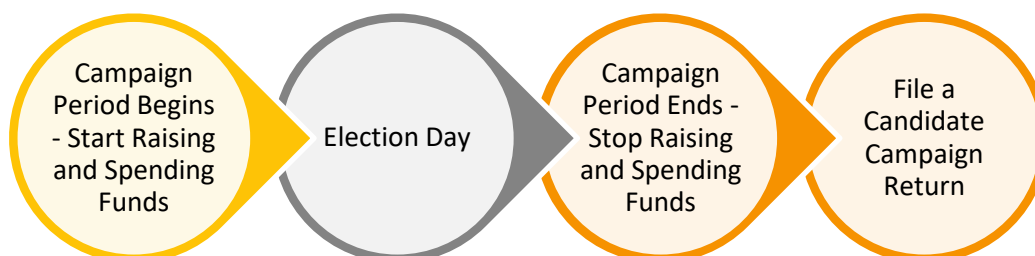 Campaign
Period Begins
- Start Raising
and Spending
Funds
Election Day
Campaign
Period Ends -
Stop Raising
and Spending
Funds
File a
Candidate
Campaign
Return